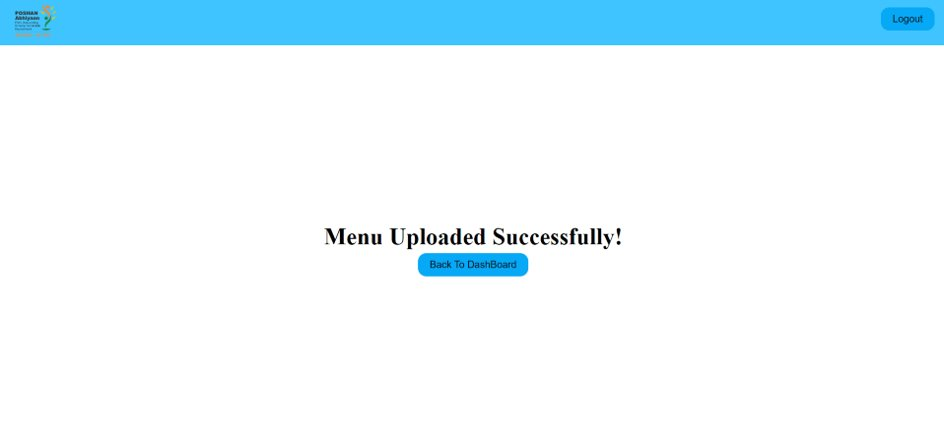 POSHAN
Abhiyaan
Logout
Menu Uploaded Successfully!
Back To DashBoard